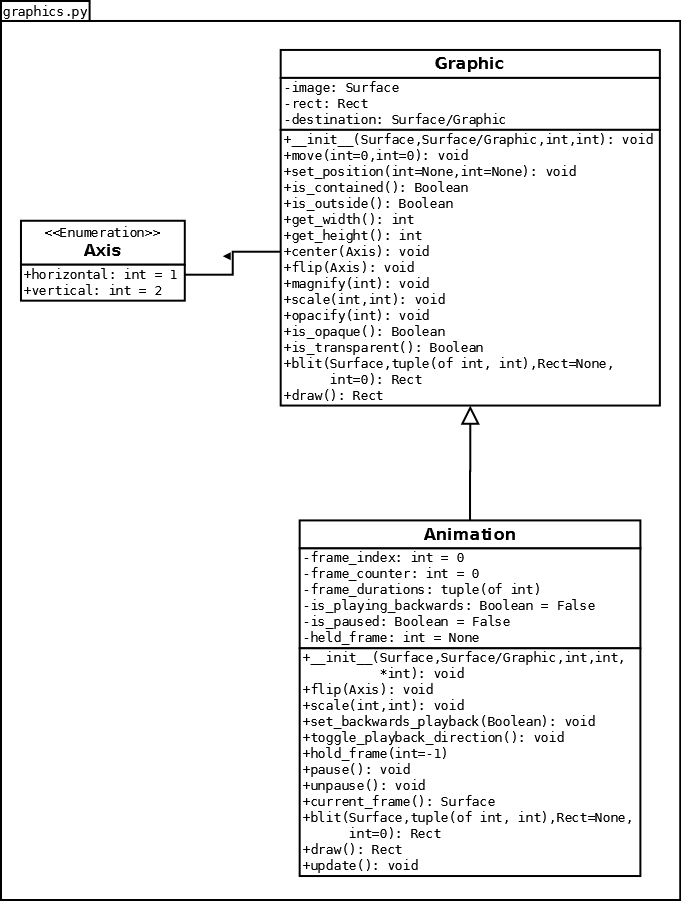 graphics.py
Graphic
-image: Surface
-rect: Rect
-destination: Surface/Graphic
+__init__(Surface,Surface/Graphic,int,int): void
+move(int=0,int=0): void
+set_position(int=None,int=None): void
+is_contained(): Boolean
+is_outside(): Boolean
+get_width(): int
+get_height(): int
+center(Axis): void
+flip(Axis): void
+magnify(int): void
+scale(int,int): void
+opacify(int): void
+is_opaque(): Boolean
+is_transparent(): Boolean
+blit(Surface,tuple(of int, int),Rect=None,
int=0): Rect
+draw(): Rect
<<Enumeration>>
Axis
+horizontal: int = 1
+vertical: int = 2
Animation
-frame_index: int = 0
-frame_counter: int = 0
-frame_durations: tuple(of int)
-is_playing_backwards: Boolean = False
-is_paused: Boolean = False
-held_frame: int = None
+__init__(Surface,Surface/Graphic,int,int,
*int): void
+flip(Axis): void
+scale(int,int): void
+set_backwards_playback(Boolean): void
+toggle_playback_direction(): void
+hold_frame(int=-1)
+pause(): void
+unpause(): void
+current_frame(): Surface
+blit(Surface,tuple(of int, int),Rect=None,
int=0): Rect
+draw(): Rect
+update(): void